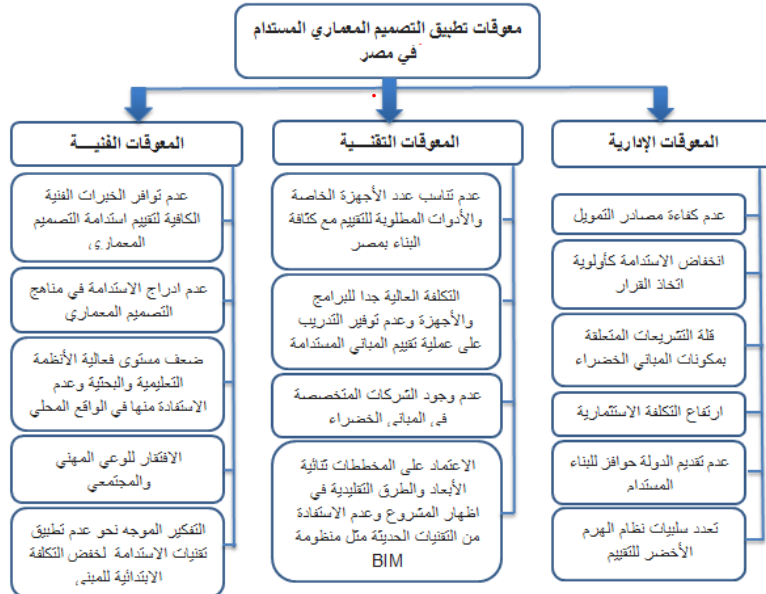 معوقات تطبيق التصميم المعماري المستدام
في مصر
المعوقات الإدارية
عدم كفاءة مصادر التمويل
انخفاض الاستدامة كأولوية
اتخاذ القرار
قلة التشريعات المتعلقة
بمكونات المباني الخضراء
ارتفاع التكلفة الاستثمارية
عدم تقديم الدولة حوافز للبناء
المستدام
تعدد سلبيات نظام الهرم
الأخضر للتقييم
المعوقات التقنـــية
عدم تناسب عدد الأجهزة الخاصة
والأدوات المطلوبة للتقييم مع كثافة
البناء بمصر
التكلفة العالية جدا للبرامج
والأجهزة وعدم توفير التدريب
على عملية تقييم المباني المستدامة
عدم وجود الشركات المتخصصة
في المباني الخضراء
الاعتماد على المخططات ثنائية
الأبعاد والطرق التقليدية في
اظهار المشروع وعدم الاستفادة
من التقنيات الحديثة مثل منظومة
BIM
المعوقات الفنيـــة
عدم توافر الخبرات الفنية
الكافية لتقييم استدامة التصميم
المعماري
عدم ادراج الاستدامة في مناهج
التصميم المعماري
ضعف مستوى فعالية الأنظمة
التعليمية والبحثية وعدم
الاستفادة منها في الواقع المحلي
الافتقار للوعي المهني
والمجتمعي
التفكير الموجه نحو عدم تطبيق
تقنيات الاستدامة لخفض التكلفة
الابتدائية للمبنى